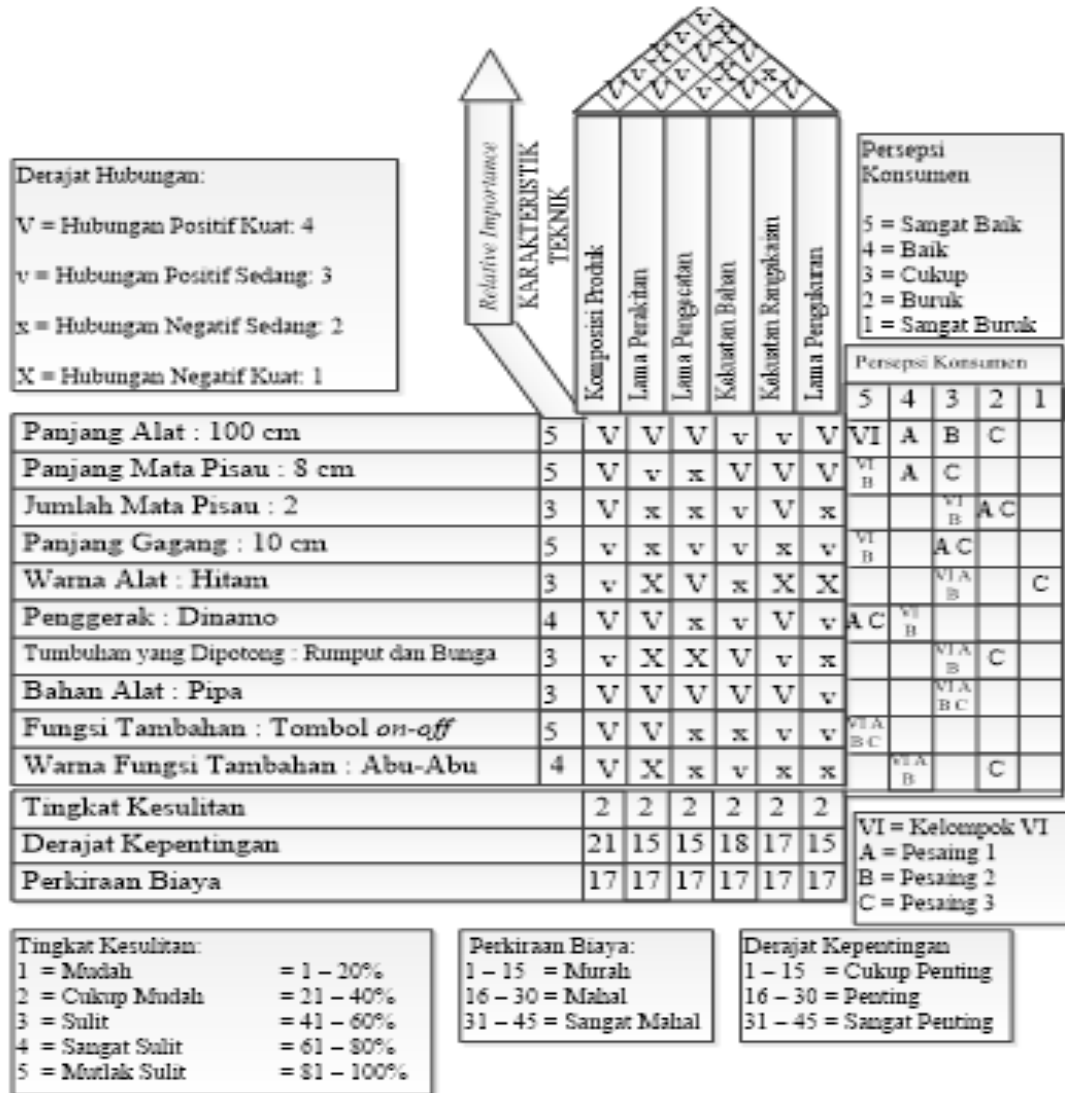 Derajat Hubungan:
V = Hubungan Positif Kuat: 4
v = Hubungan Positif Sedang: 3
x = Hubungan Negatif Sedang: 2
X = Hubungan Negatif Kuat: 1
Relative Importance
KARAKTERISTIK
TEKNIK
Komposisi Produk
Lama Perakitan
Lama Pengecatan
Kekuatan Bahan
Kekuatan Rangkaian
Lama Pengukuran
Persepsi
Konsumen
5 = Sangat Baik
4 = Baik
3 = Cukup
2 = Buruk
1 = Sangat Buruk
Persepsi Konsumen
5 4 3 2 1
Panjang Alat : 100 cm 5 V V V v v V VI A B C
Panjang Mata Pisau : 8 cm 5 V v x V V V VI B A C
Jumlah Mata Pisau : 2 3 V x x v V x VI B A C
Panjang Gagang : 10 cm 5 v x v v x v VI B A C
Warna Alat : Hitam 3 v X V x X X VI A B C
Penggerak : Dinamo 4 V V x v V v A C VI B
Tumbuhan yang Dipotong : Rumput dan Bunga 3 v X X V v x VI A B C
Bahan Alat : Pipa 3 V V V V V v VI A B C
Fungsi Tambahan : Tombol on-off 5 V V x x v v VI A B C
Warna Fungsi Tambahan : Abu-Abu 4 V X x v x x VI A B C
Tingkat Kesulitan 2 2 2 2 2 2
Derajat Kepentingan 21 15 15 18 17 15
Perkiraan Biaya 17 17 17 17 17 17
VI = Kelompok VI
A = Pesaing 1
B = Pesaing 2
C = Pesaing 3
Tingkat Kesulitan:
1 = Mudah = 1 – 20%
2 = Cukup Mudah = 21 – 40%
3 = Sulit = 41 – 60%
4 = Sangat Sulit = 61 – 80%
5 = Mutlak Sulit = 81 – 100%
Perkiraan Biaya:
1 – 15 = Murah
16 – 30 = Mahal
31 – 45 = Sangat Mahal
Derajat Kepentingan
1 – 15 = Cukup Penting
16 – 30 = Penting
31 – 45 = Sangat Penting